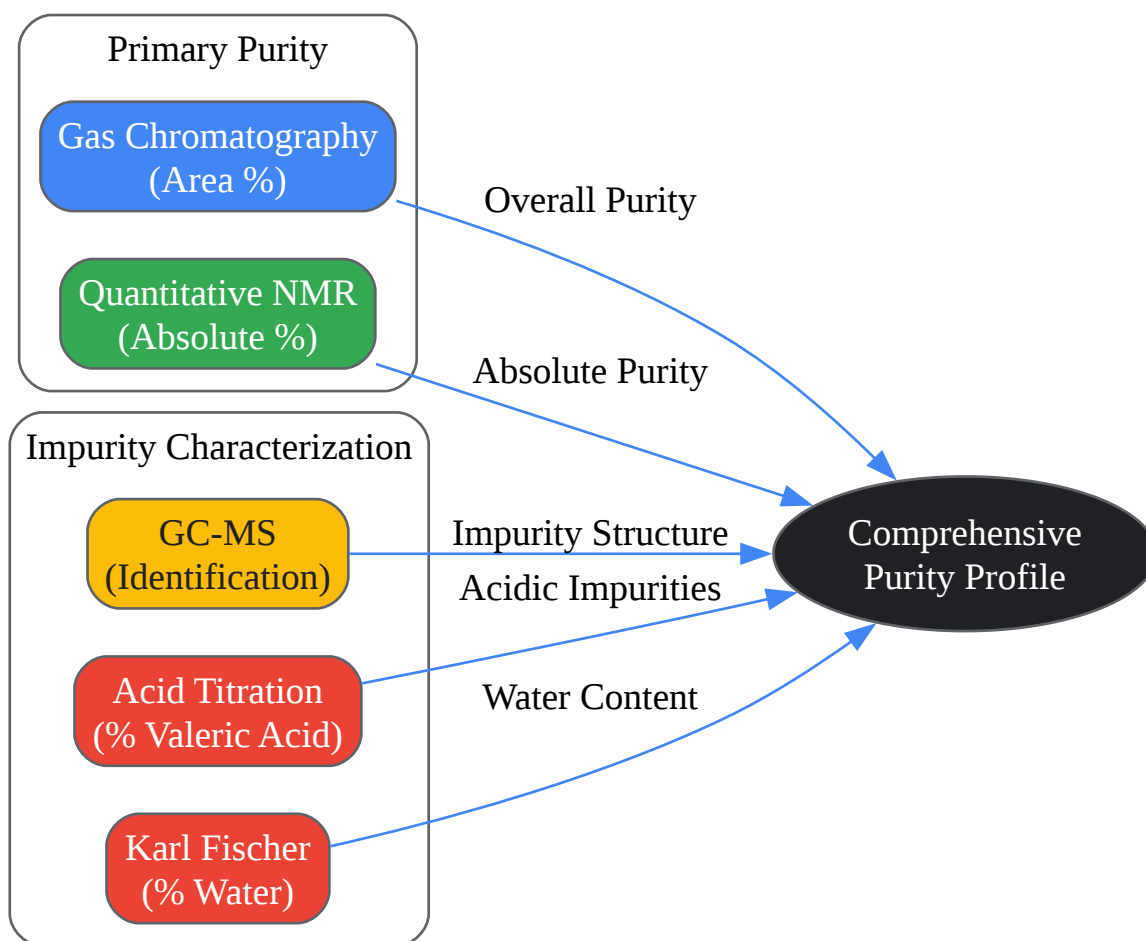 Primary Purity
Gas Chromatography
(Area %)
Quantitative NMR
(Absolute %)
Overall Purity
Absolute Purity
Impurity Characterization
GC-MS
(Identification)
Acid Titration
(% Valeric Acid)
Karl Fischer
(% Water)
Impurity Structure
Acidic Impurities
Water Content
Comprehensive
Purity Profile